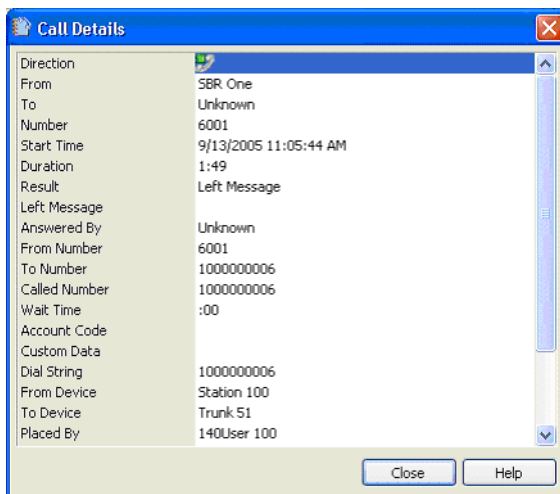 Call Details
Direction
From SBR One
To Unknown
Number 6001
Start Time 9/13/2005 11:05:44 AM
Duration 1:49
Result Left Message
Left Message
Answered By Unknown
From Number 6001
To Number 1000000006
Called Number 1000000006
Wait Time :00
Account Code
Custom Data
Dial String 1000000006
From Device Station 100
To Device Trunk 51
Placed By 140User 100
Close Help